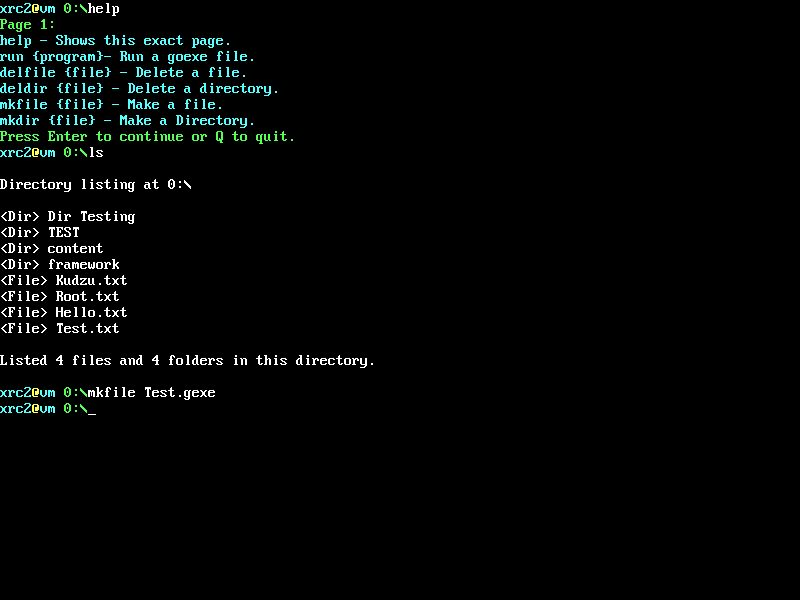 xrc2@vm 0:\help
Page 1:
help - Shows this exact page.
run {program}- Run a goexe file.
delfile {file} - Delete a file.
deldir {file} - Delete a directory.
mkfile {file} - Make a file.
mkdir {file} - Make a Directory.
Press Enter to continue or Q to quit.
xrc2@vm 0:\ls
Directory listing at 0:\
<Dir> Dir Testing
<Dir> TEST
<Dir> content
<Dir> framework
<File> Kudzu.txt
<File> Root.txt
<File> Hello.txt
<File> Test.txt
Listed 4 files and 4 folders in this directory.
xrc2@vm 0:\mkfile Test.gexe
xrc2@vm 0:\_